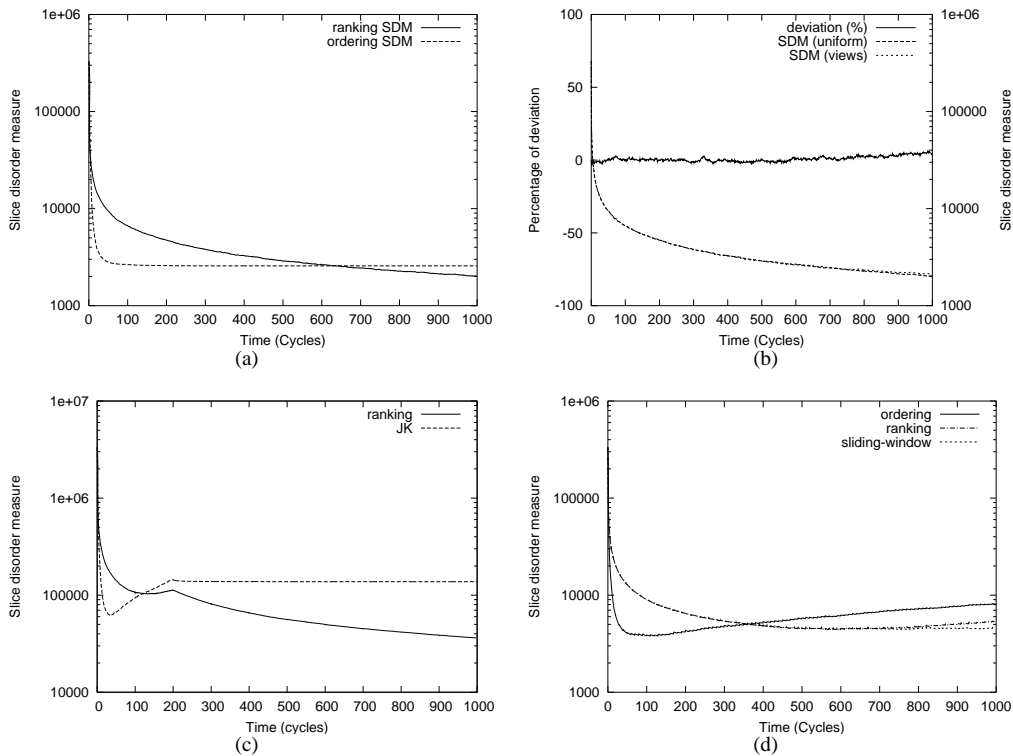 1e+06
100000
10000
1000
0 100 200 300 400 500 600 700 800 900 1000
Slice disorder measure
Time (Cycles)
ranking SDM
ordering SDM
(a)
100
50
0
-50
-100
1e+06
100000
10000
1000
0 100 200 300 400 500 600 700 800 900 1000
Percentage of deviation
Slice disorder measure
Time (Cycles)
deviation (%)
SDM (uniform)
SDM (views)
(b)
1e+07
1e+06
100000
10000
0 100 200 300 400 500 600 700 800 900 1000
Slice disorder measure
Time (cycles)
ranking
JK
(c)
1e+06
100000
10000
1000
0 100 200 300 400 500 600 700 800 900 1000
Slice disorder measure
Time (Cycles)
ordering
ranking
sliding-window
(d)